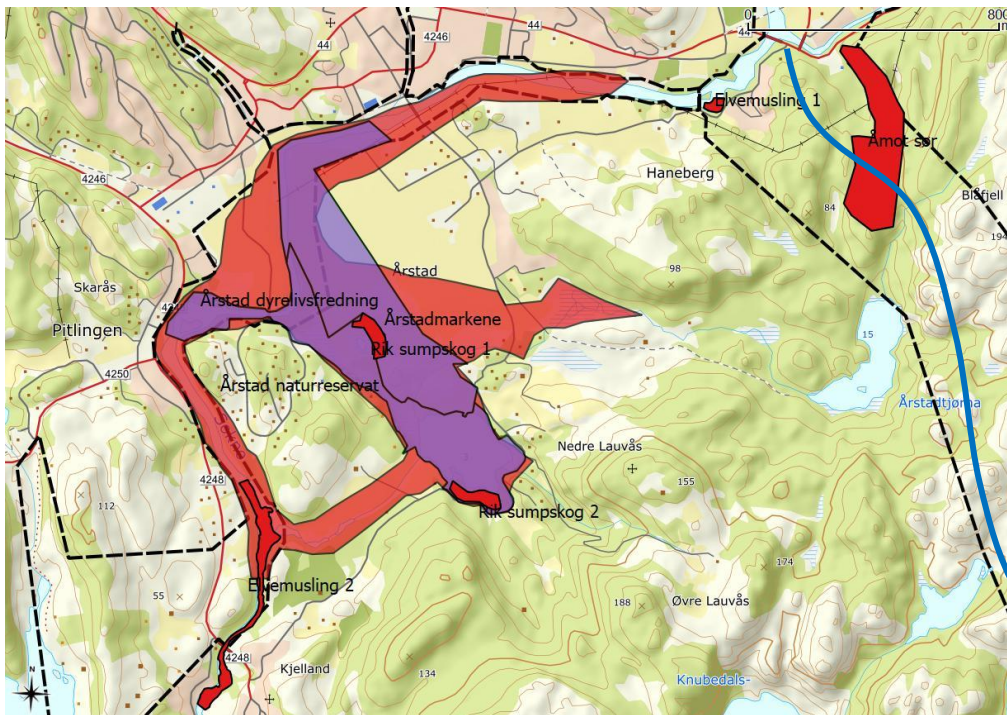 44
44
4246
0
800
m
44
Elvemusling 1
Åmot sør
Haneberg
4246
84
Blåfjell
194
Skarås
Årstad
98
Årstad dyrelivsfredning
Pitlingen
Årstadmarkene
15
Rik sumpskog 1
4250
Årstad naturreservat
Årstadtjørna
Nedre Lauvås
4248
155
112
Rik sumpskog 2
174
Elvemusling 2
55
188
Øvre Lauvås
4248
Kjelland
134
N
Knubedals-